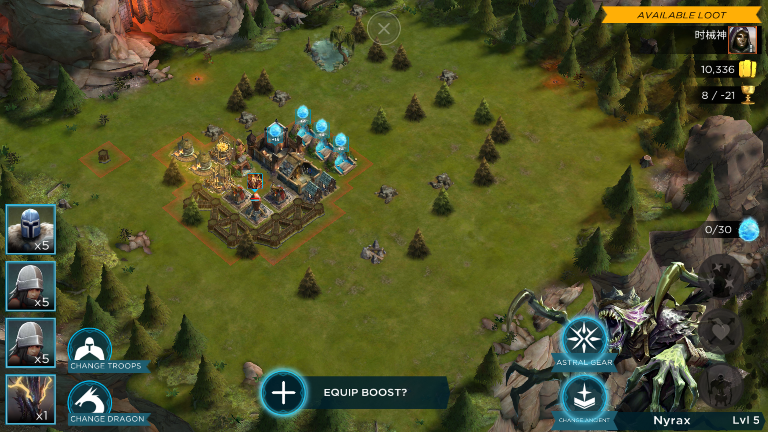 AVAILABLE LOOT
时械神
10,336
8 / -21
0/30
x5
x5
x5
x1
CHANGE TROOPS
CHANGE DRAGON
EQUIP BOOST?
ASTRAL GEAR
CHANGE ANCIENT
Nyrax
Lvl 5